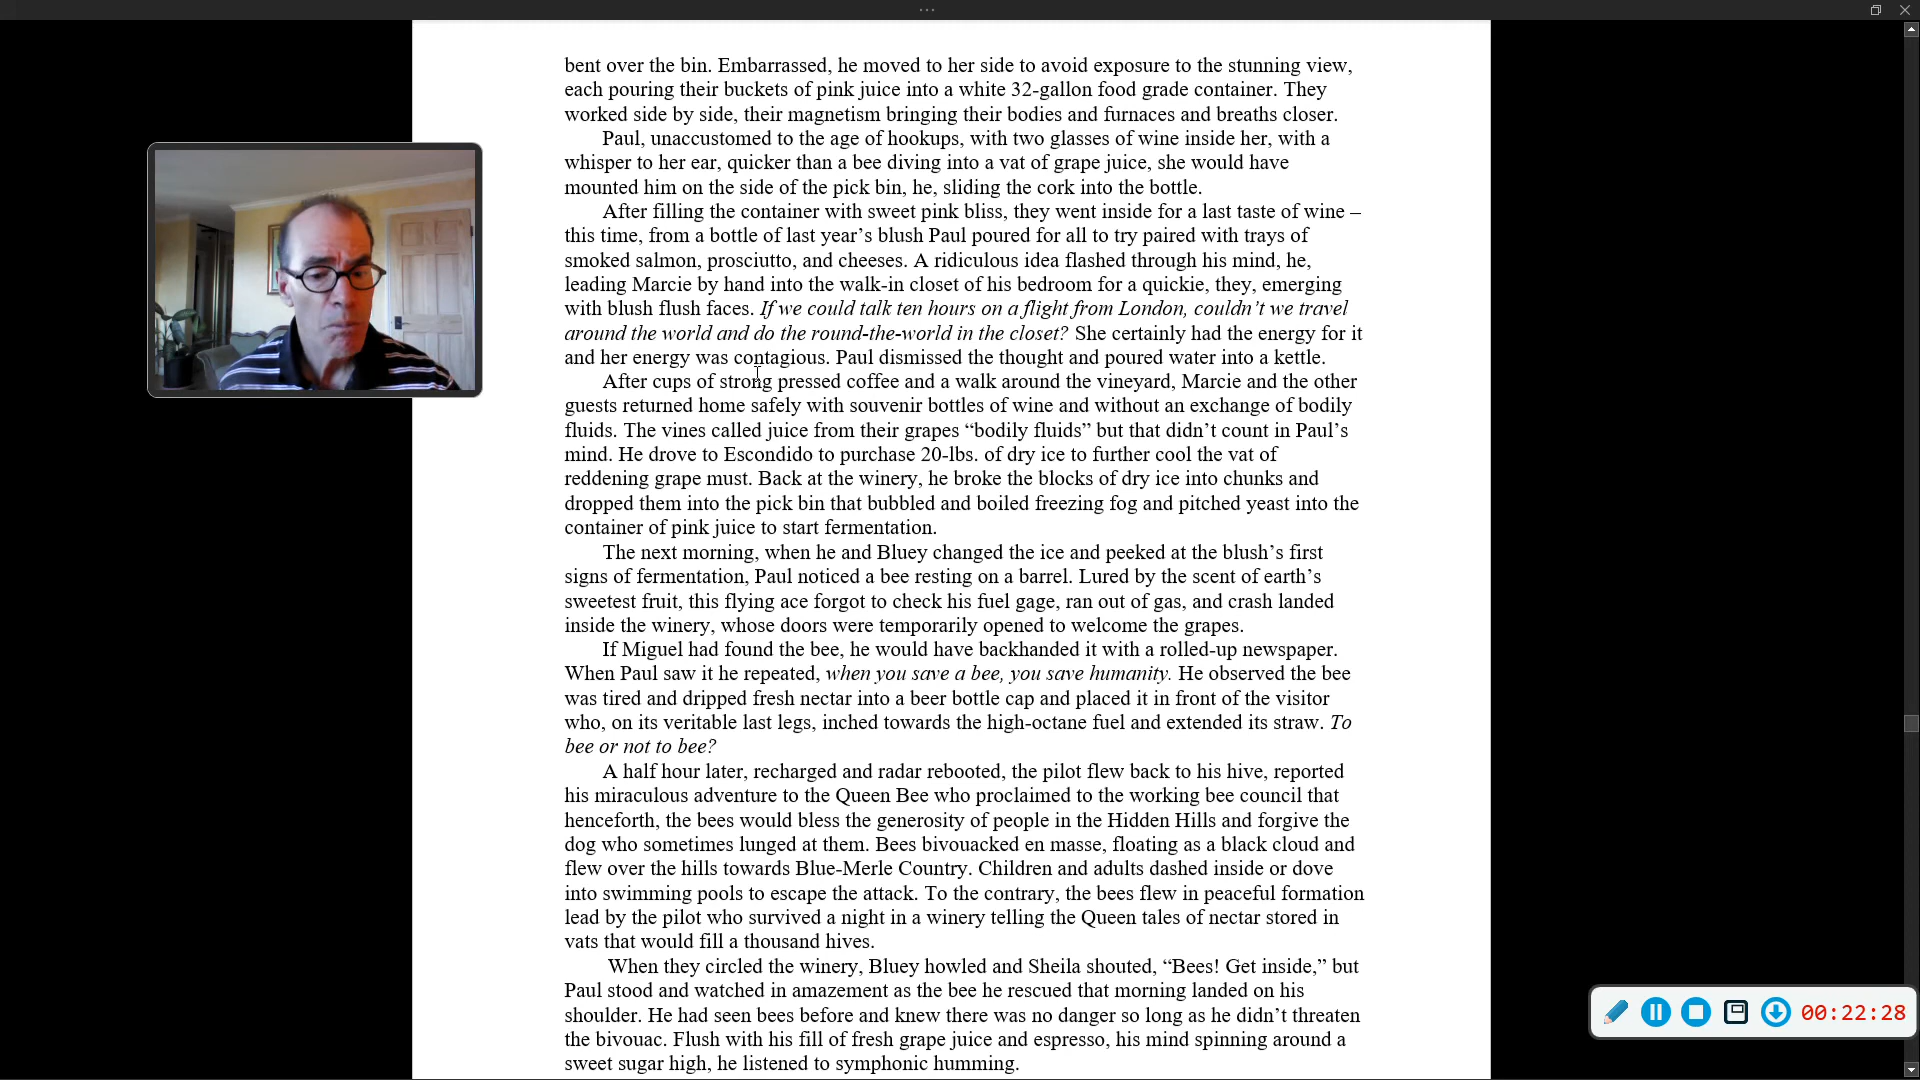 bent over the bin. Embarrassed, he moved to her side to avoid exposure to the stunning view,
each pouring their buckets of pink juice into a white 32-gallon food grade container. They
worked side by side, their magnetism bringing their bodies and furnaces and breaths closer.
Paul, unaccustomed to the age of hookups, with two glasses of wine inside her, with a
whisper to her ear, quicker than a bee diving into a vat of grape juice, she would have
mounted him on the side of the pick bin, he, sliding the cork into the bottle.
After filling the container with sweet pink bliss, they went inside for a last taste of wine –
this time, from a bottle of last year’s blush Paul poured for all to try paired with trays of
smoked salmon, prosciutto, and cheeses. A ridiculous idea flashed through his mind, he,
leading Marcie by hand into the walk-in closet of his bedroom for a quickie, they, emerging
with blush flush faces. If we could talk ten hours on a flight from London, couldn’t we travel
around the world and do the round-the-world in the closet? She certainly had the energy for it
and her energy was contagious. Paul dismissed the thought and poured water into a kettle.
After cups of strong pressed coffee and a walk around the vineyard, Marcie and the other
guests returned home safely with souvenir bottles of wine and without an exchange of bodily
fluids. The vines called juice from their grapes “bodily fluids” but that didn’t count in Paul’s
mind. He drove to Escondido to purchase 20-lbs. of dry ice to further cool the vat of
reddening grape must. Back at the winery, he broke the blocks of dry ice into chunks and
dropped them into the pick bin that bubbled and boiled freezing fog and pitched yeast into the
container of pink juice to start fermentation.
The next morning, when he and Bluey changed the ice and peeked at the blush’s first
signs of fermentation, Paul noticed a bee resting on a barrel. Lured by the scent of earth’s
sweetest fruit, this flying ace forgot to check his fuel gage, ran out of gas, and crash landed
inside the winery, whose doors were temporarily opened to welcome the grapes.
If Miguel had found the bee, he would have backhanded it with a rolled-up newspaper.
When Paul saw it he repeated, when you save a bee, you save humanity. He observed the bee
was tired and dripped fresh nectar into a beer bottle cap and placed it in front of the visitor
who, on its veritable last legs, inched towards the high-octane fuel and extended its straw. To
bee or not to bee?
A half hour later, recharged and radar rebooted, the pilot flew back to his hive, reported
his miraculous adventure to the Queen Bee who proclaimed to the working bee council that
henceforth, the bees would bless the generosity of people in the Hidden Hills and forgive the
dog who sometimes lunged at them. Bees bivouacked en masse, floating as a black cloud and
flew over the hills towards Blue-Merle Country. Children and adults dashed inside or dove
into swimming pools to escape the attack. To the contrary, the bees flew in peaceful formation
lead by the pilot who survived a night in a winery telling the Queen tales of nectar stored in
vats that would fill a thousand hives.
When they circled the winery, Bluey howled and Sheila shouted, “Bees! Get inside,” but
Paul stood and watched in amazement as the bee he rescued that morning landed on his
shoulder. He had seen bees before and knew there was no danger so long as he didn’t threaten
the bivouac. Flush with his fill of fresh grape juice and espresso, his mind spinning around a
sweet sugar high, he listened to symphonic humming.
00:22:28